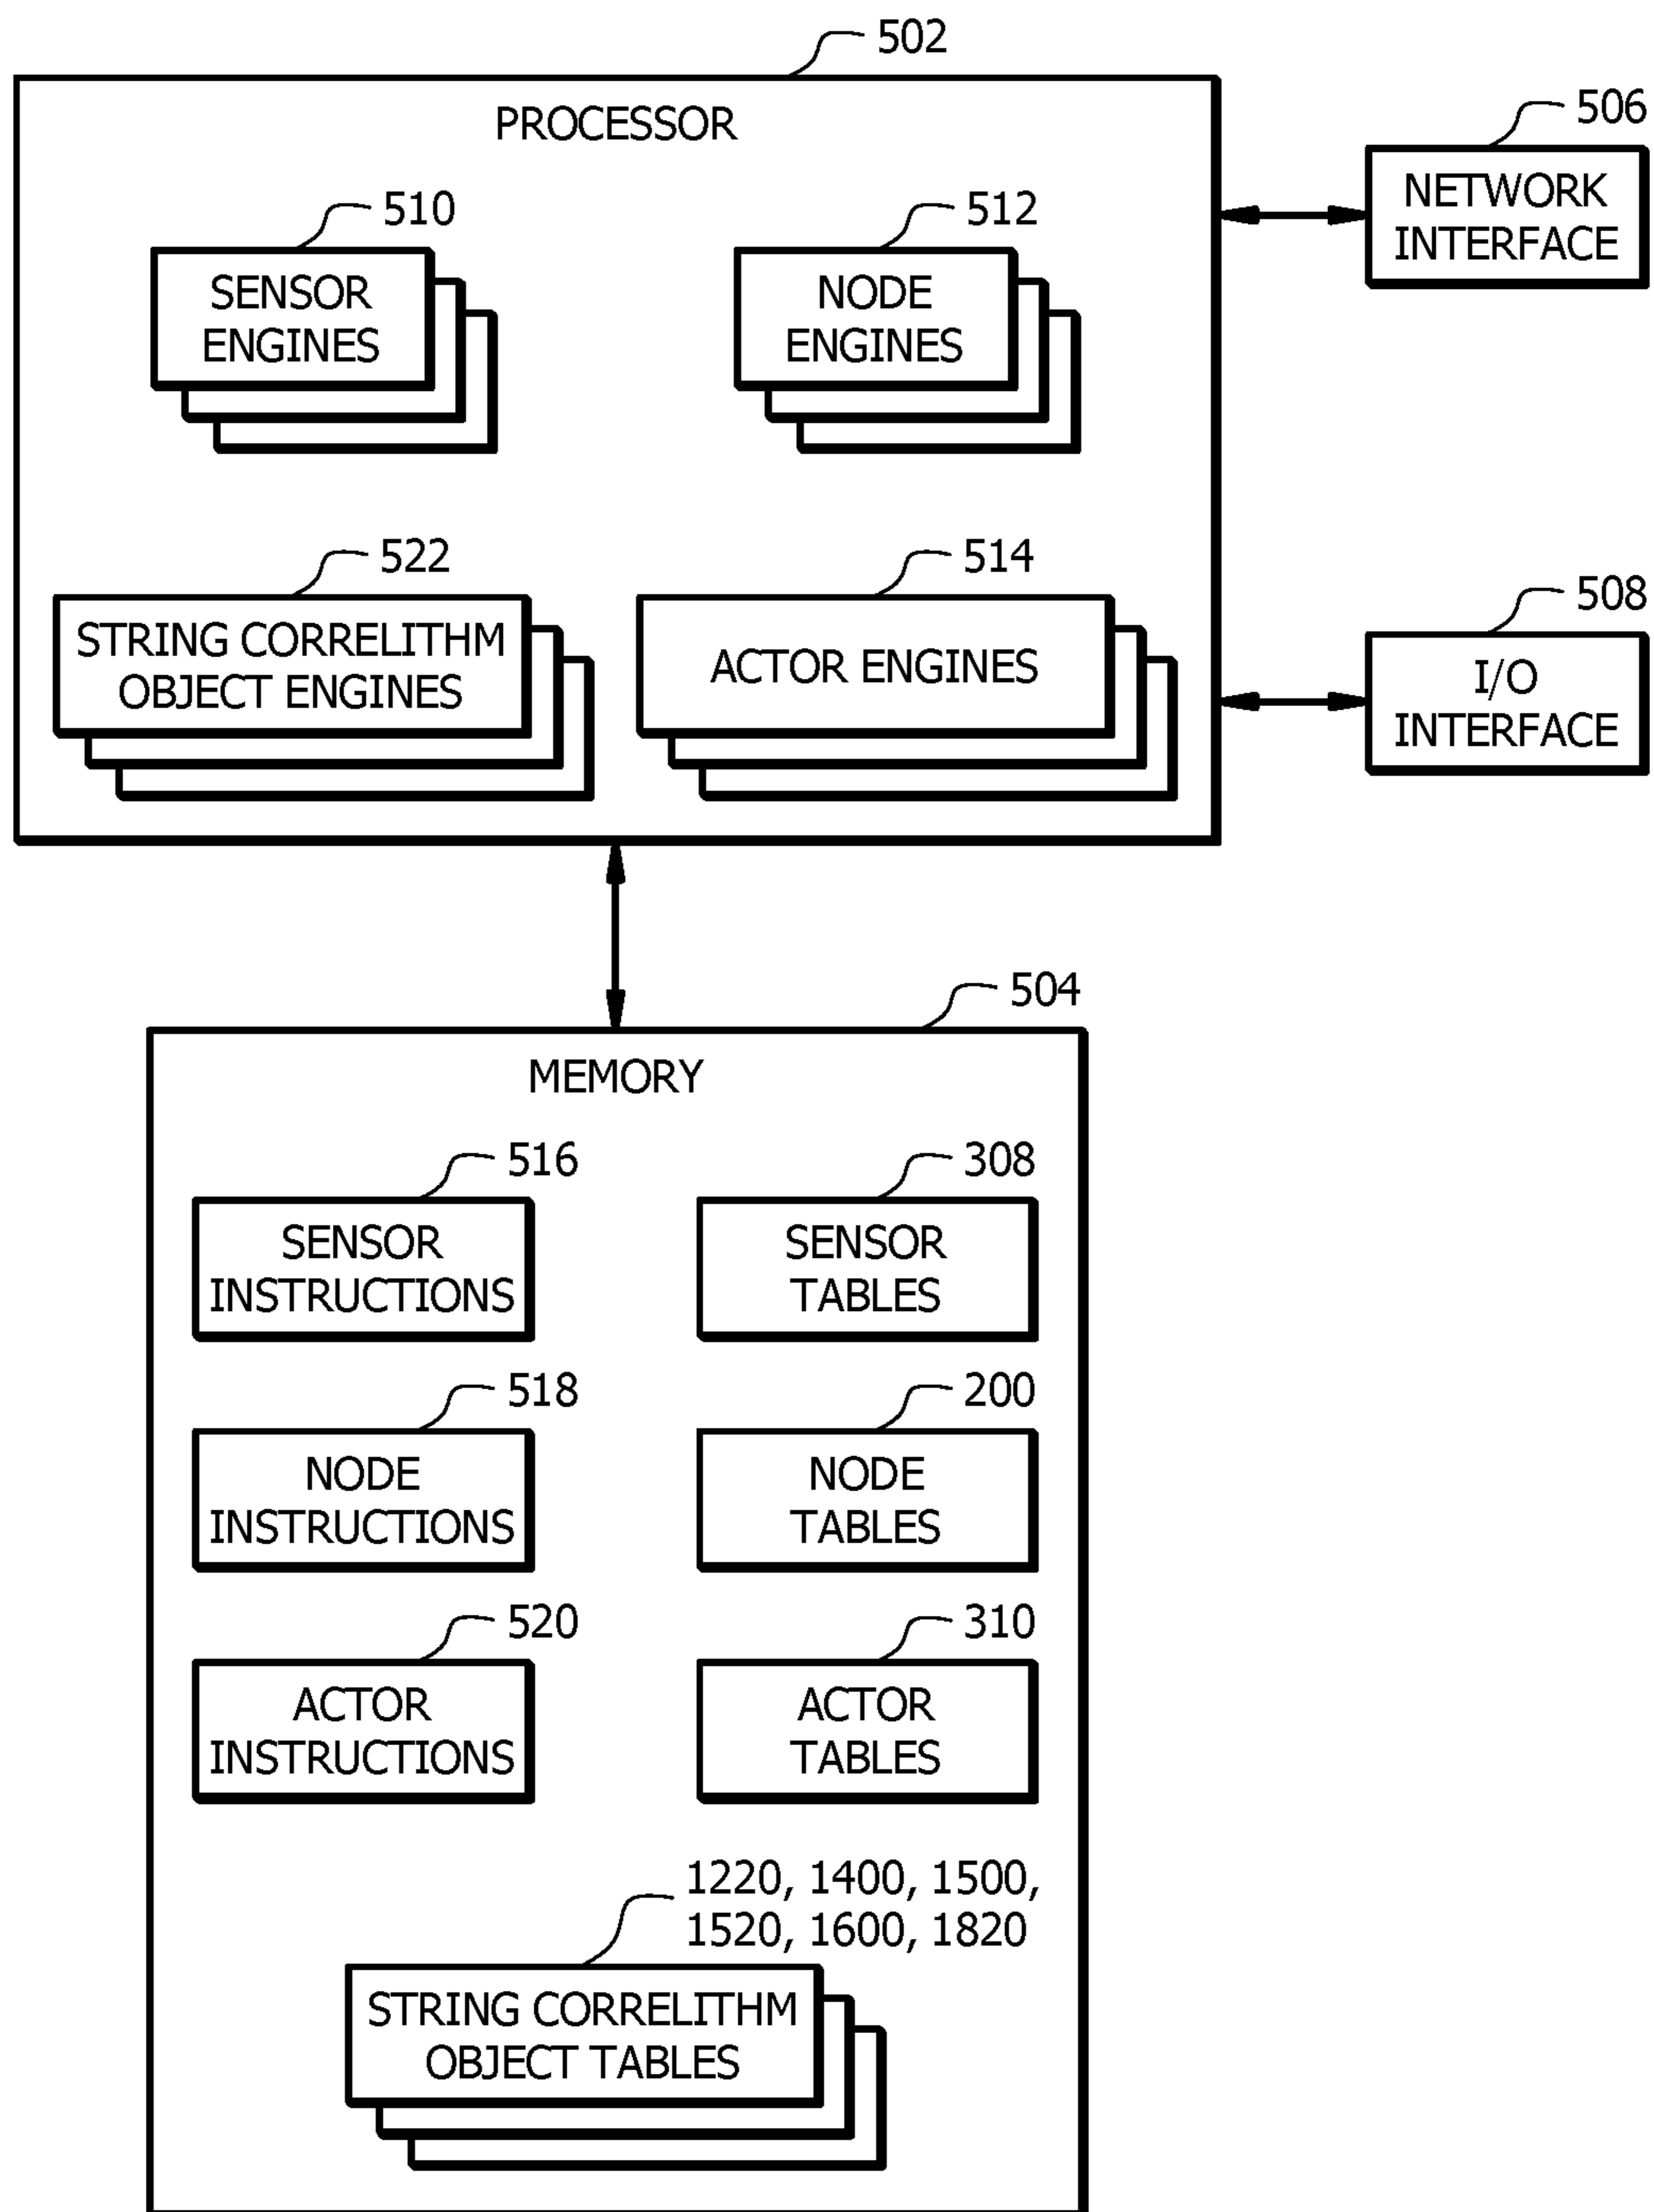 502
PROCESSOR
506
NETWORK
INTERFACE
510
SENSOR
ENGINES
512
NODE
ENGINES
522
STRING CORRELITHM
OBJECT ENGINES
514
ACTOR ENGINES
508
I/O
INTERFACE
504
MEMORY
516
SENSOR
INSTRUCTIONS
308
SENSOR
TABLES
518
NODE
INSTRUCTIONS
200
NODE
TABLES
520
ACTOR
INSTRUCTIONS
310
ACTOR
TABLES
1220, 1400, 1500,
1520, 1600, 1820
STRING CORRELITHM
OBJECT TABLES